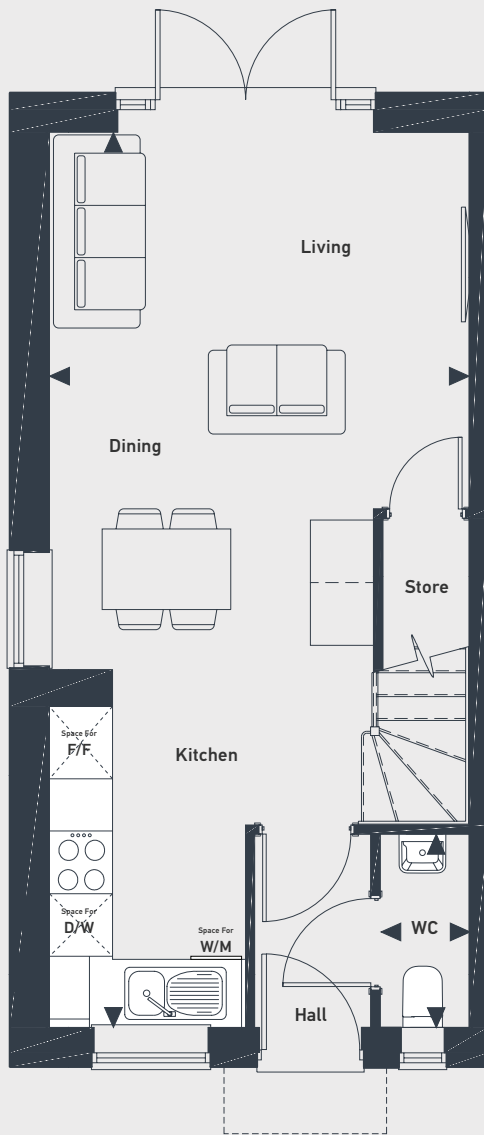 Living
Dining
Store
Space For
F/F
Kitchen
Space For
D/W
Space For
W/M
WC
Hall